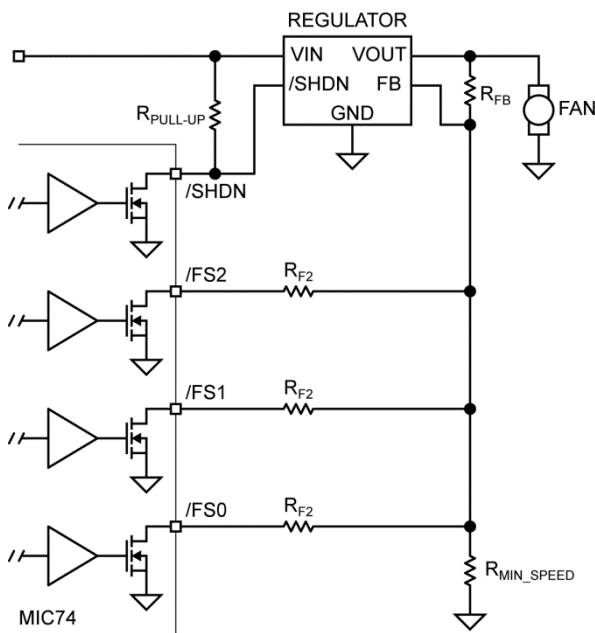 REGULATOR
VIN VOUT
/SHDN FB
GND
RPULL-UP
RFB
FAN
/SHDN
/FS2 RF2
/FS1 RF2
/FS0 RF2
RMIN_SPEED
MIC74